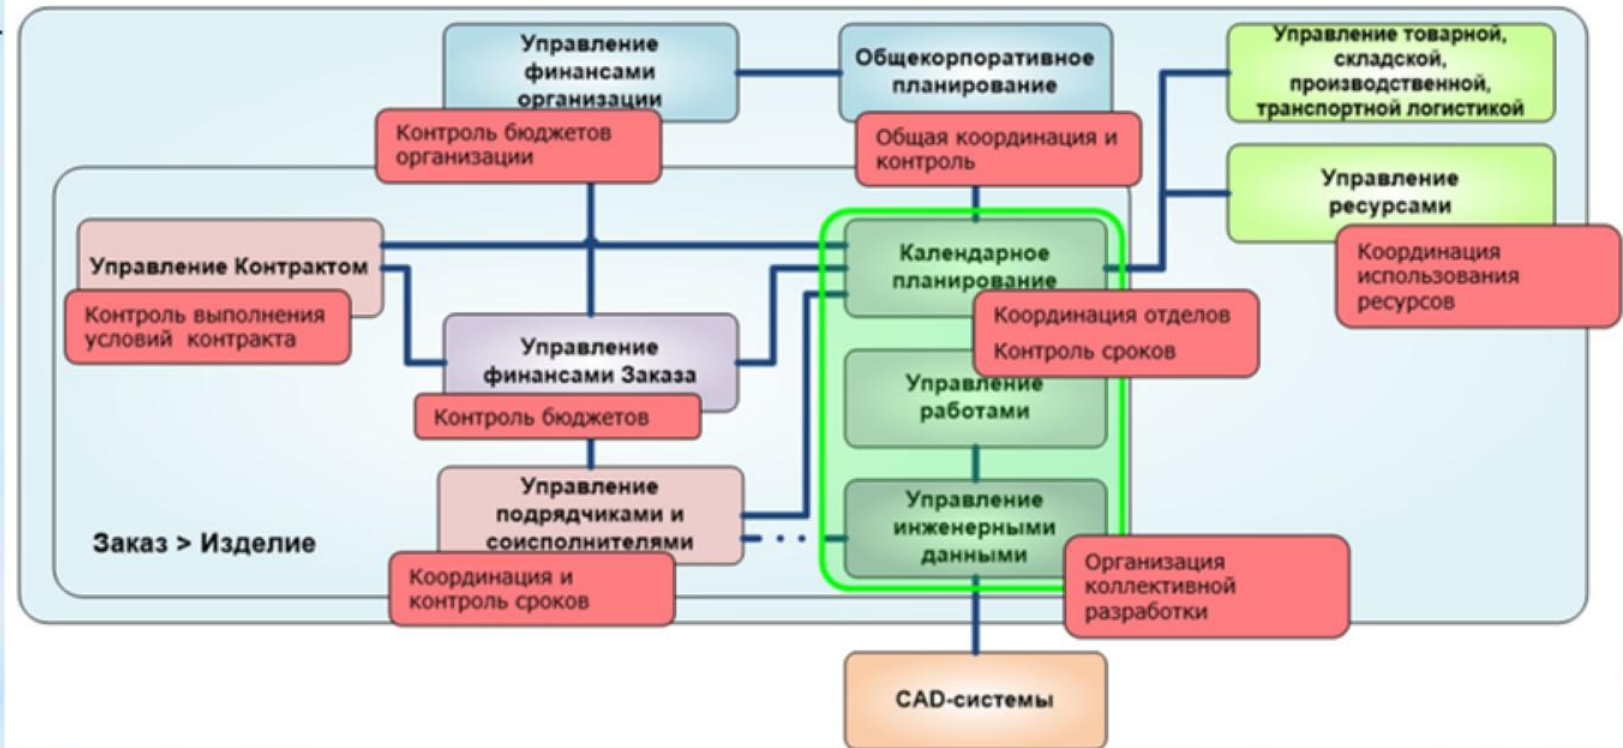 Управление
финансами
организации
Контроль бюджетов
организации
Общекорпоративное
планирование
Общая координация и
контроль
Управление товарной,
складской,
производственной,
транспортной логистикой
Управление
ресурсами
Координация
использования
ресурсов
Управление Контрактом
Контроль выполнения
условий контракта
Управление
финансами Заказа
Контроль бюджетов
Календарное
планирование
Координация отделов
Контроль сроков
Управление
работами
Управление
подрядчиками и
соисполнителями
Координация и
контроль сроков
Управление
инженерными
данными
Организация
коллективной
разработки
Заказ > Изделие
CAD-системы